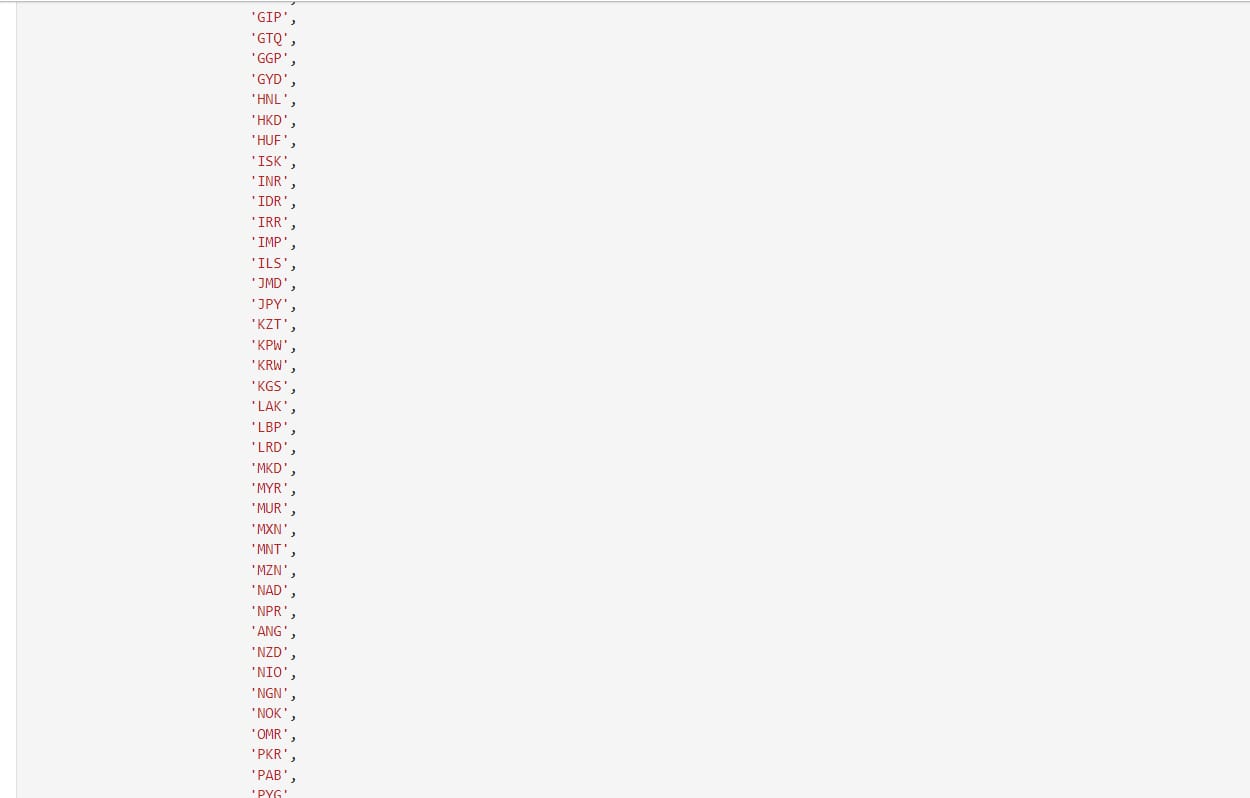 'GIP',
'GTQ',
'GGP',
'GYD',
'HNL',
'HKD',
'HUF',
'ISK',
'INR',
'IDR',
'IRR',
'IMP',
'ILS',
'JMD',
'JPY',
'KZT',
'KPW',
'KRW',
'KGS',
'LAK',
'LBP',
'LRD',
'MKD',
'MYR',
'MUR',
'MXN',
'MNT',
'MZN',
'NAD',
'NPR',
'ANG',
'NZD',
'NIO',
'NGN',
'NOK',
'OMR',
'PKR',
'PAB',
'PYG'